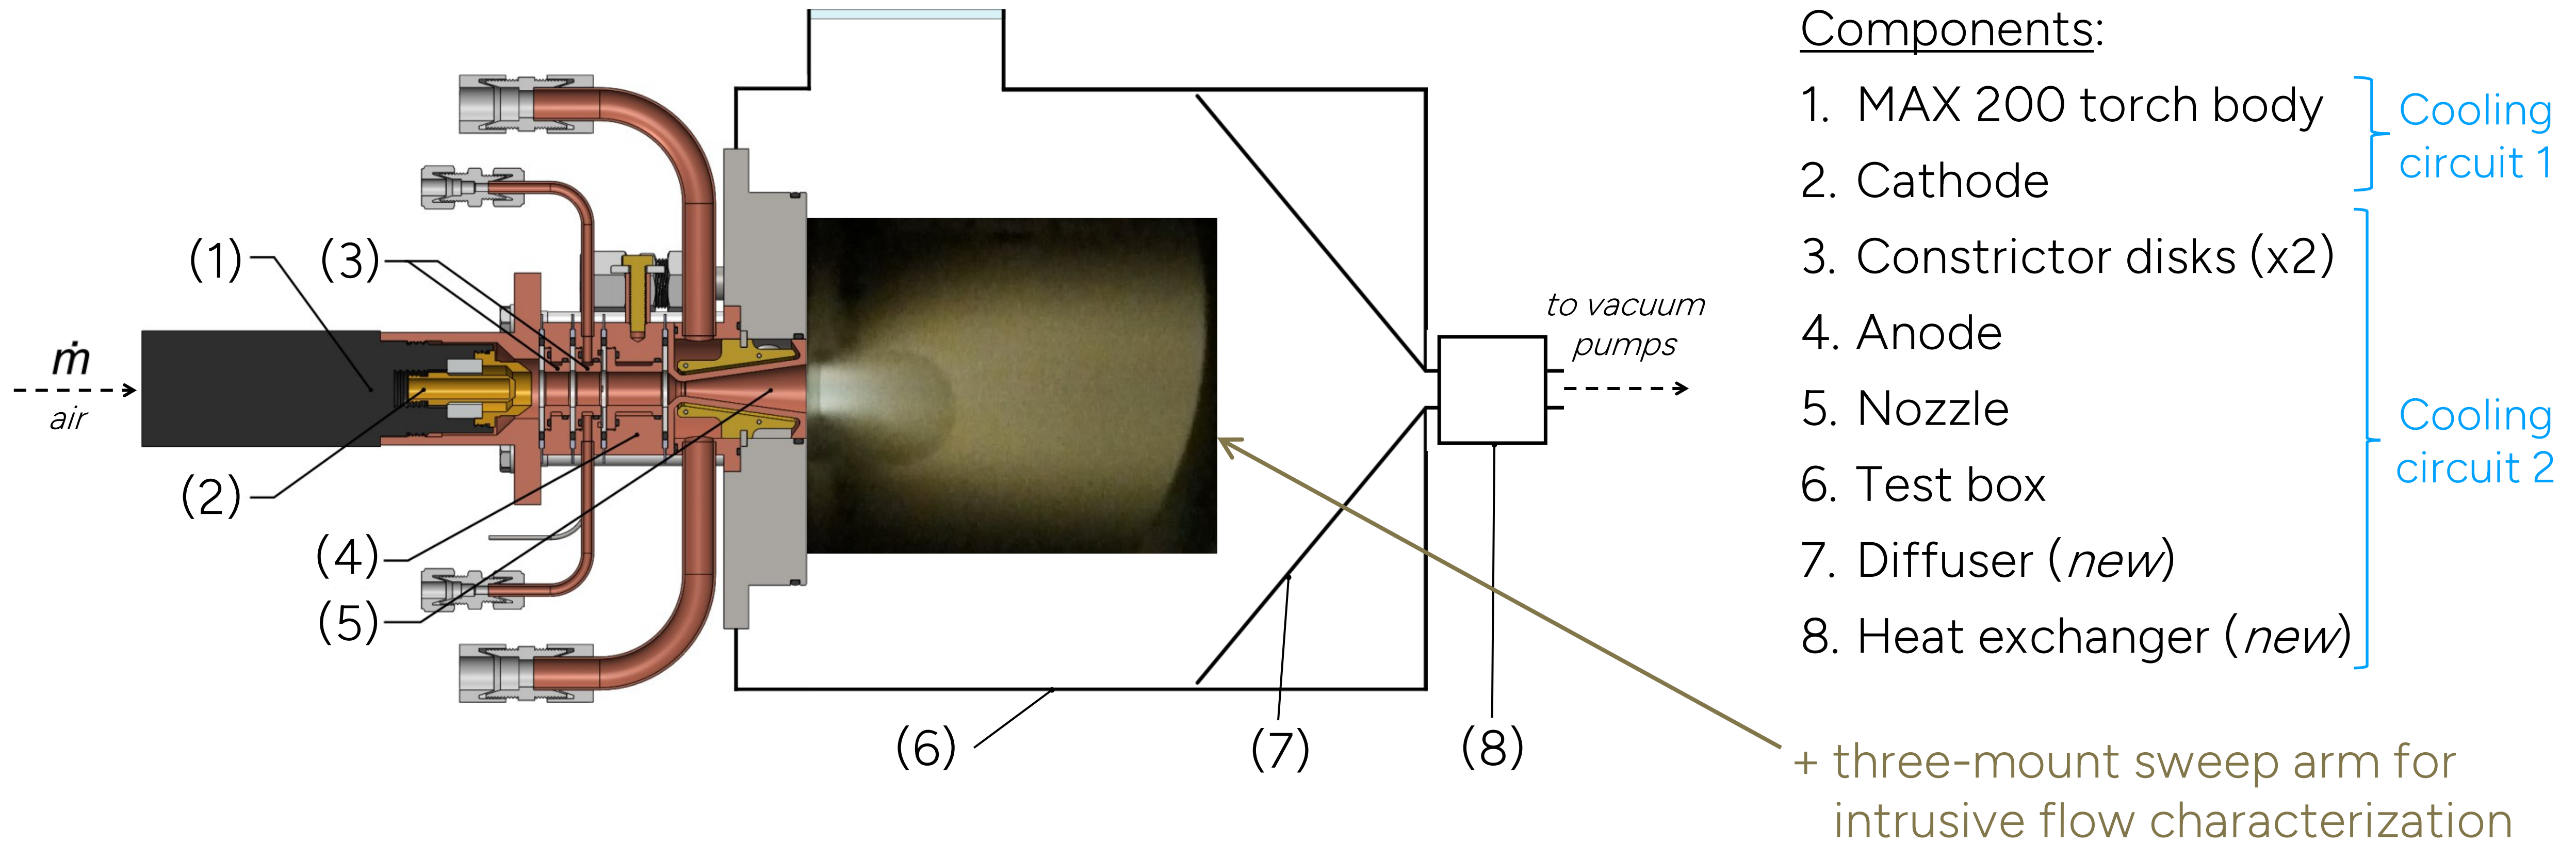 (1)
(3)
ṁ
air
(2)
(4)
(5)
(6)
(7)
(8)
to vacuum
pumps
Components:
1. MAX 200 torch body
2. Cathode
Cooling
circuit 1
3. Constrictor disks (x2)
4. Anode
5. Nozzle
6. Test box
7. Diffuser (new)
8. Heat exchanger (new)
Cooling
circuit 2
+ three-mount sweep arm for
intrusive flow characterization